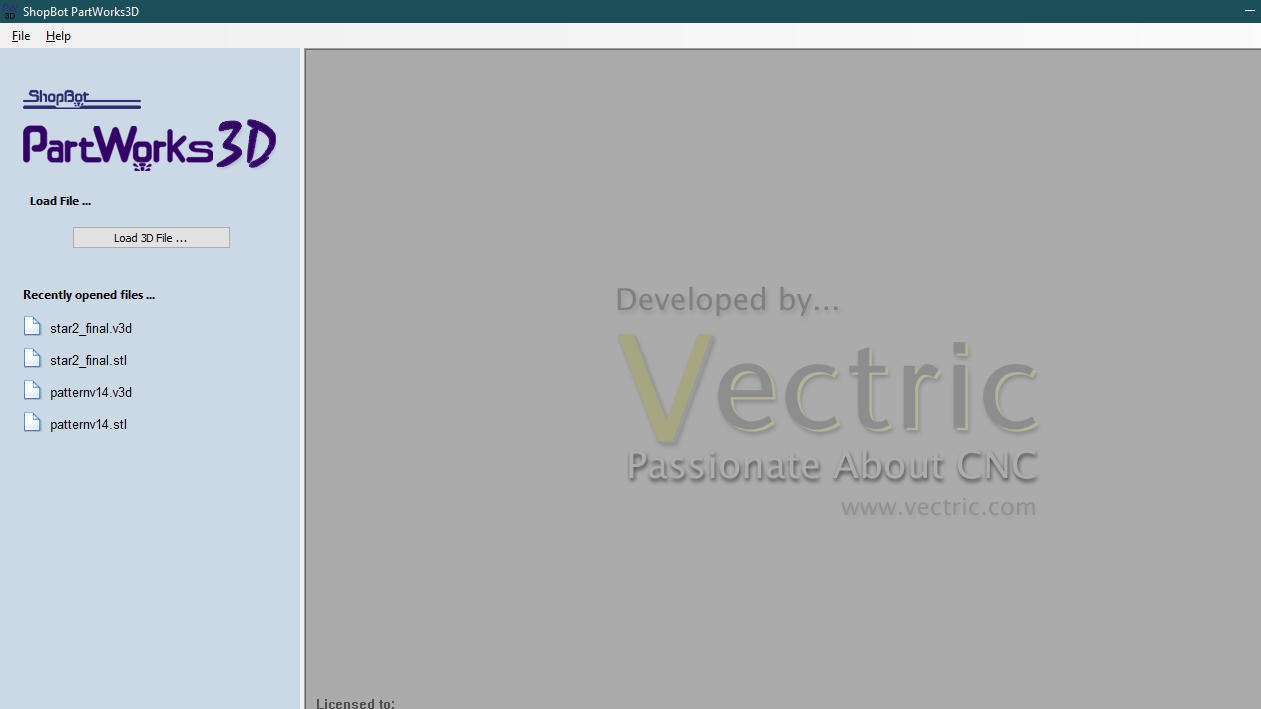 ShopBot PartWorks3D
File Help
ShopBot
PartWorks3D
Load File ...
Load 3D File ...
Recently opened files ...
star2_final.v3d
star2_final.stl
patternv14.v3d
patternv14.stl
Developed by...
Vectric
Passionate About CNC
www.vectric.com
Licensed to: